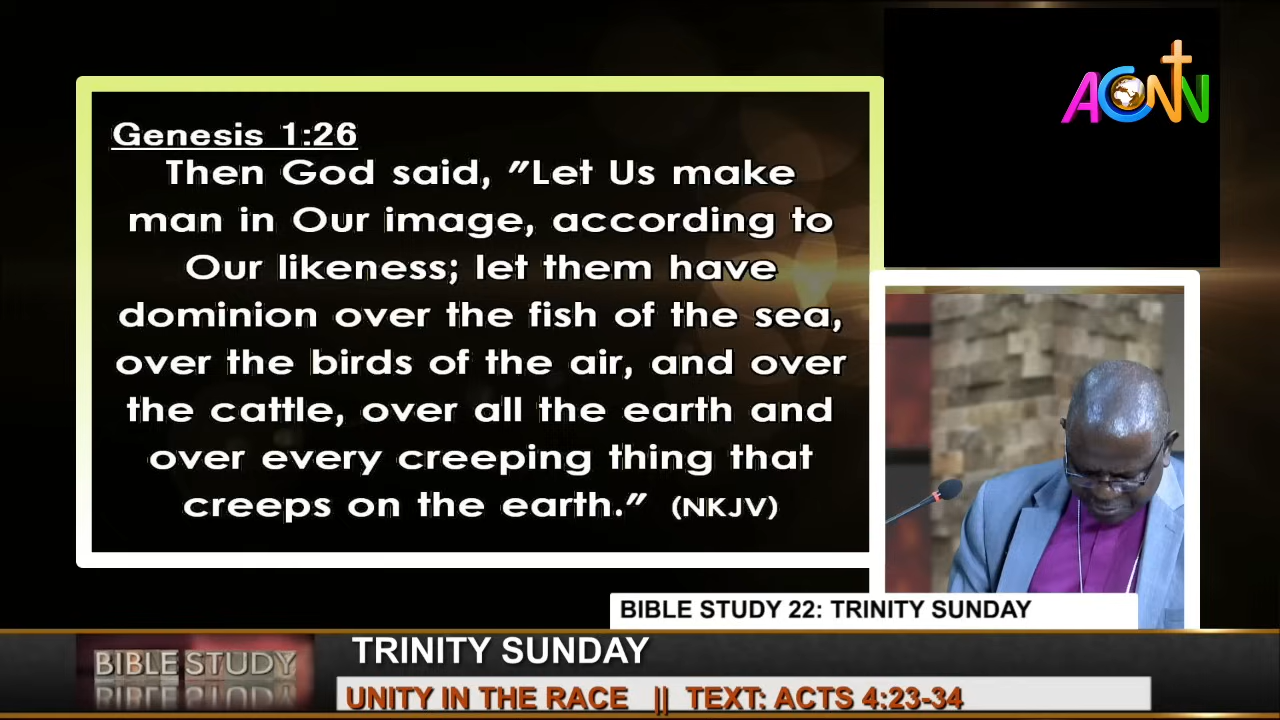 Genesis 1:26
Then God said, "Let Us make
man in Our image, according to
Our likeness; let them have
dominion over the fish of the sea,
over the birds of the air, and over
the cattle, over all the earth and
over every creeping thing that
creeps on the earth." (NKJV)
ACNN
BIBLE STUDY 22: TRINITY SUNDAY
BIBLE STUDY
TRINITY SUNDAY
UNITY IN THE RACE || TEXT: ACTS 4:23-34